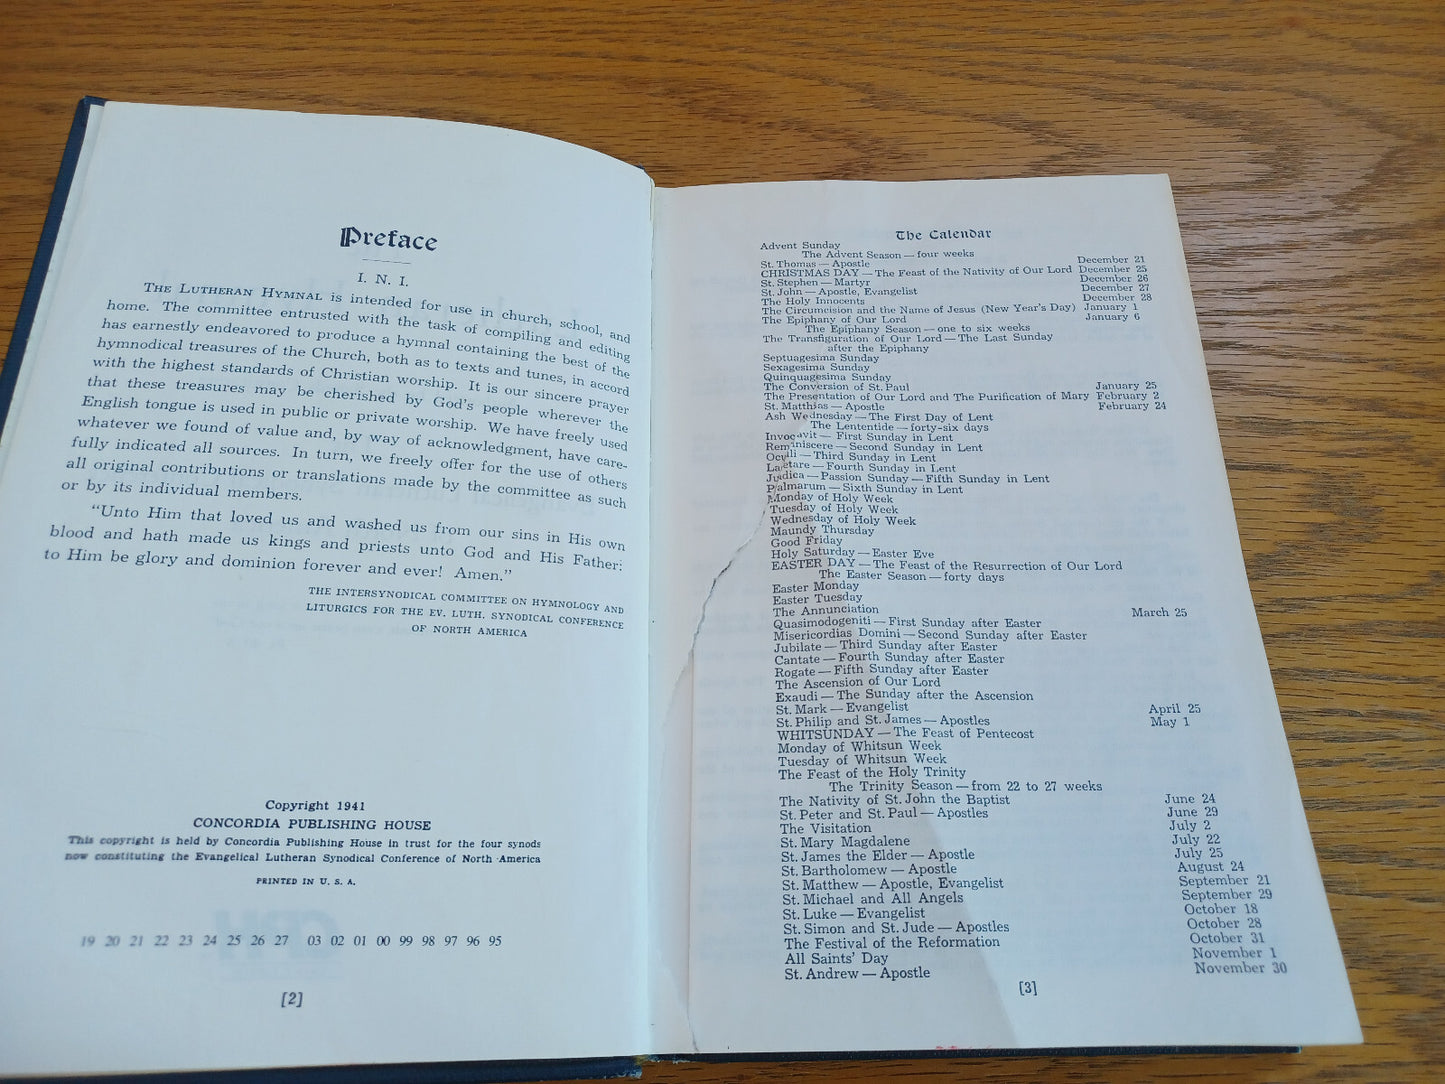 Preface
I. N. I.
THE LUTHERAN HYMNAL is intended for use in church, school, and
home. The committee entrusted with the task of compiling and editing
has earnestly endeavored to produce a hymnal containing the best of the
hymnodical treasures of the Church, both as to texts and tunes, in accord
with the highest standards of Christian worship. It is our sincere prayer
that these treasures may be cherished by God's people wherever the
English tongue is used in public or private worship. We have freely used
whatever we found of value and, by way of acknowledgment, have care-
fully indicated all sources. In turn, we freely offer for the use of others
all original contributions or translations made by the committee as such
or by its individual members.
"Unto Him that loved us and washed us from our sins in His own
blood and hath made us kings and priests unto God and His Father:
to Him be glory and dominion forever and ever! Amen."
THE INTERSYNODICAL COMMITTEE ON HYMNOLOGY AND
LITURGICS FOR THE EV. LUTH. SYNODICAL CONFERENCE
OF NORTH AMERICA
Copyright 1941
CONCORDIA PUBLISHING HOUSE
This copyright is held by Concordia Publishing House in trust for the four synods
now constituting the Evangelical Lutheran Synodical Conference of North America
PRINTED IN U. S. A.
19 20 21 22 23 24 25 26 27 03 02 01 00 99 98 97 96 95
[2]
The Calendar
Advent Sunday
The Advent Season — four weeks
St. Thomas — Apostle December 21
CHRISTMAS DAY — The Feast of the Nativity of Our Lord December 25
St. Stephen — Martyr December 26
St. John — Apostle, Evangelist December 27
The Holy Innocents December 28
The Circumcision and the Name of Jesus (New Year's Day) January 1
The Epiphany of Our Lord January 6
The Epiphany Season — one to six weeks
The Transfiguration of Our Lord — The Last Sunday
after the Epiphany
Septuagesima Sunday
Sexagesima Sunday
Quinquagesima Sunday
The Conversion of St. Paul January 25
The Presentation of Our Lord and The Purification of Mary February 2
St. Matthias — Apostle February 24
Ash Wednesday — The First Day of Lent
The Lententide — forty-six days
Invocavit — First Sunday in Lent
Reminiscere — Second Sunday in Lent
Oculi — Third Sunday in Lent
Laetare — Fourth Sunday in Lent
Judica — Passion Sunday — Fifth Sunday in Lent
Palmarum — Sixth Sunday in Lent
Monday of Holy Week
Tuesday of Holy Week
Wednesday of Holy Week
Maundy Thursday
Good Friday
Holy Saturday — Easter Eve
EASTER DAY — The Feast of the Resurrection of Our Lord
The Easter Season — forty days
Easter Monday
Easter Tuesday
The Annunciation March 25
Quasimodogeniti — First Sunday after Easter
Misericordias Domini — Second Sunday after Easter
Jubilate — Third Sunday after Easter
Cantate — Fourth Sunday after Easter
Rogate — Fifth Sunday after Easter
The Ascension of Our Lord
Exaudi — The Sunday after the Ascension
St. Mark — Evangelist April 25
St. Philip and St. James — Apostles May 1
WHITSUNDAY — The Feast of Pentecost
Monday of Whitsun Week
Tuesday of Whitsun Week
The Feast of the Holy Trinity
The Trinity Season — from 22 to 27 weeks
The Nativity of St. John the Baptist June 24
St. Peter and St. Paul — Apostles June 29
The Visitation July 2
St. Mary Magdalene July 22
St. James the Elder — Apostle July 25
St. Bartholomew — Apostle August 24
St. Matthew — Apostle, Evangelist September 21
St. Michael and All Angels September 29
St. Luke — Evangelist October 18
St. Simon and St. Jude — Apostles October 28
The Festival of the Reformation October 31
All Saints' Day November 1
St. Andrew — Apostle November 30
[3]